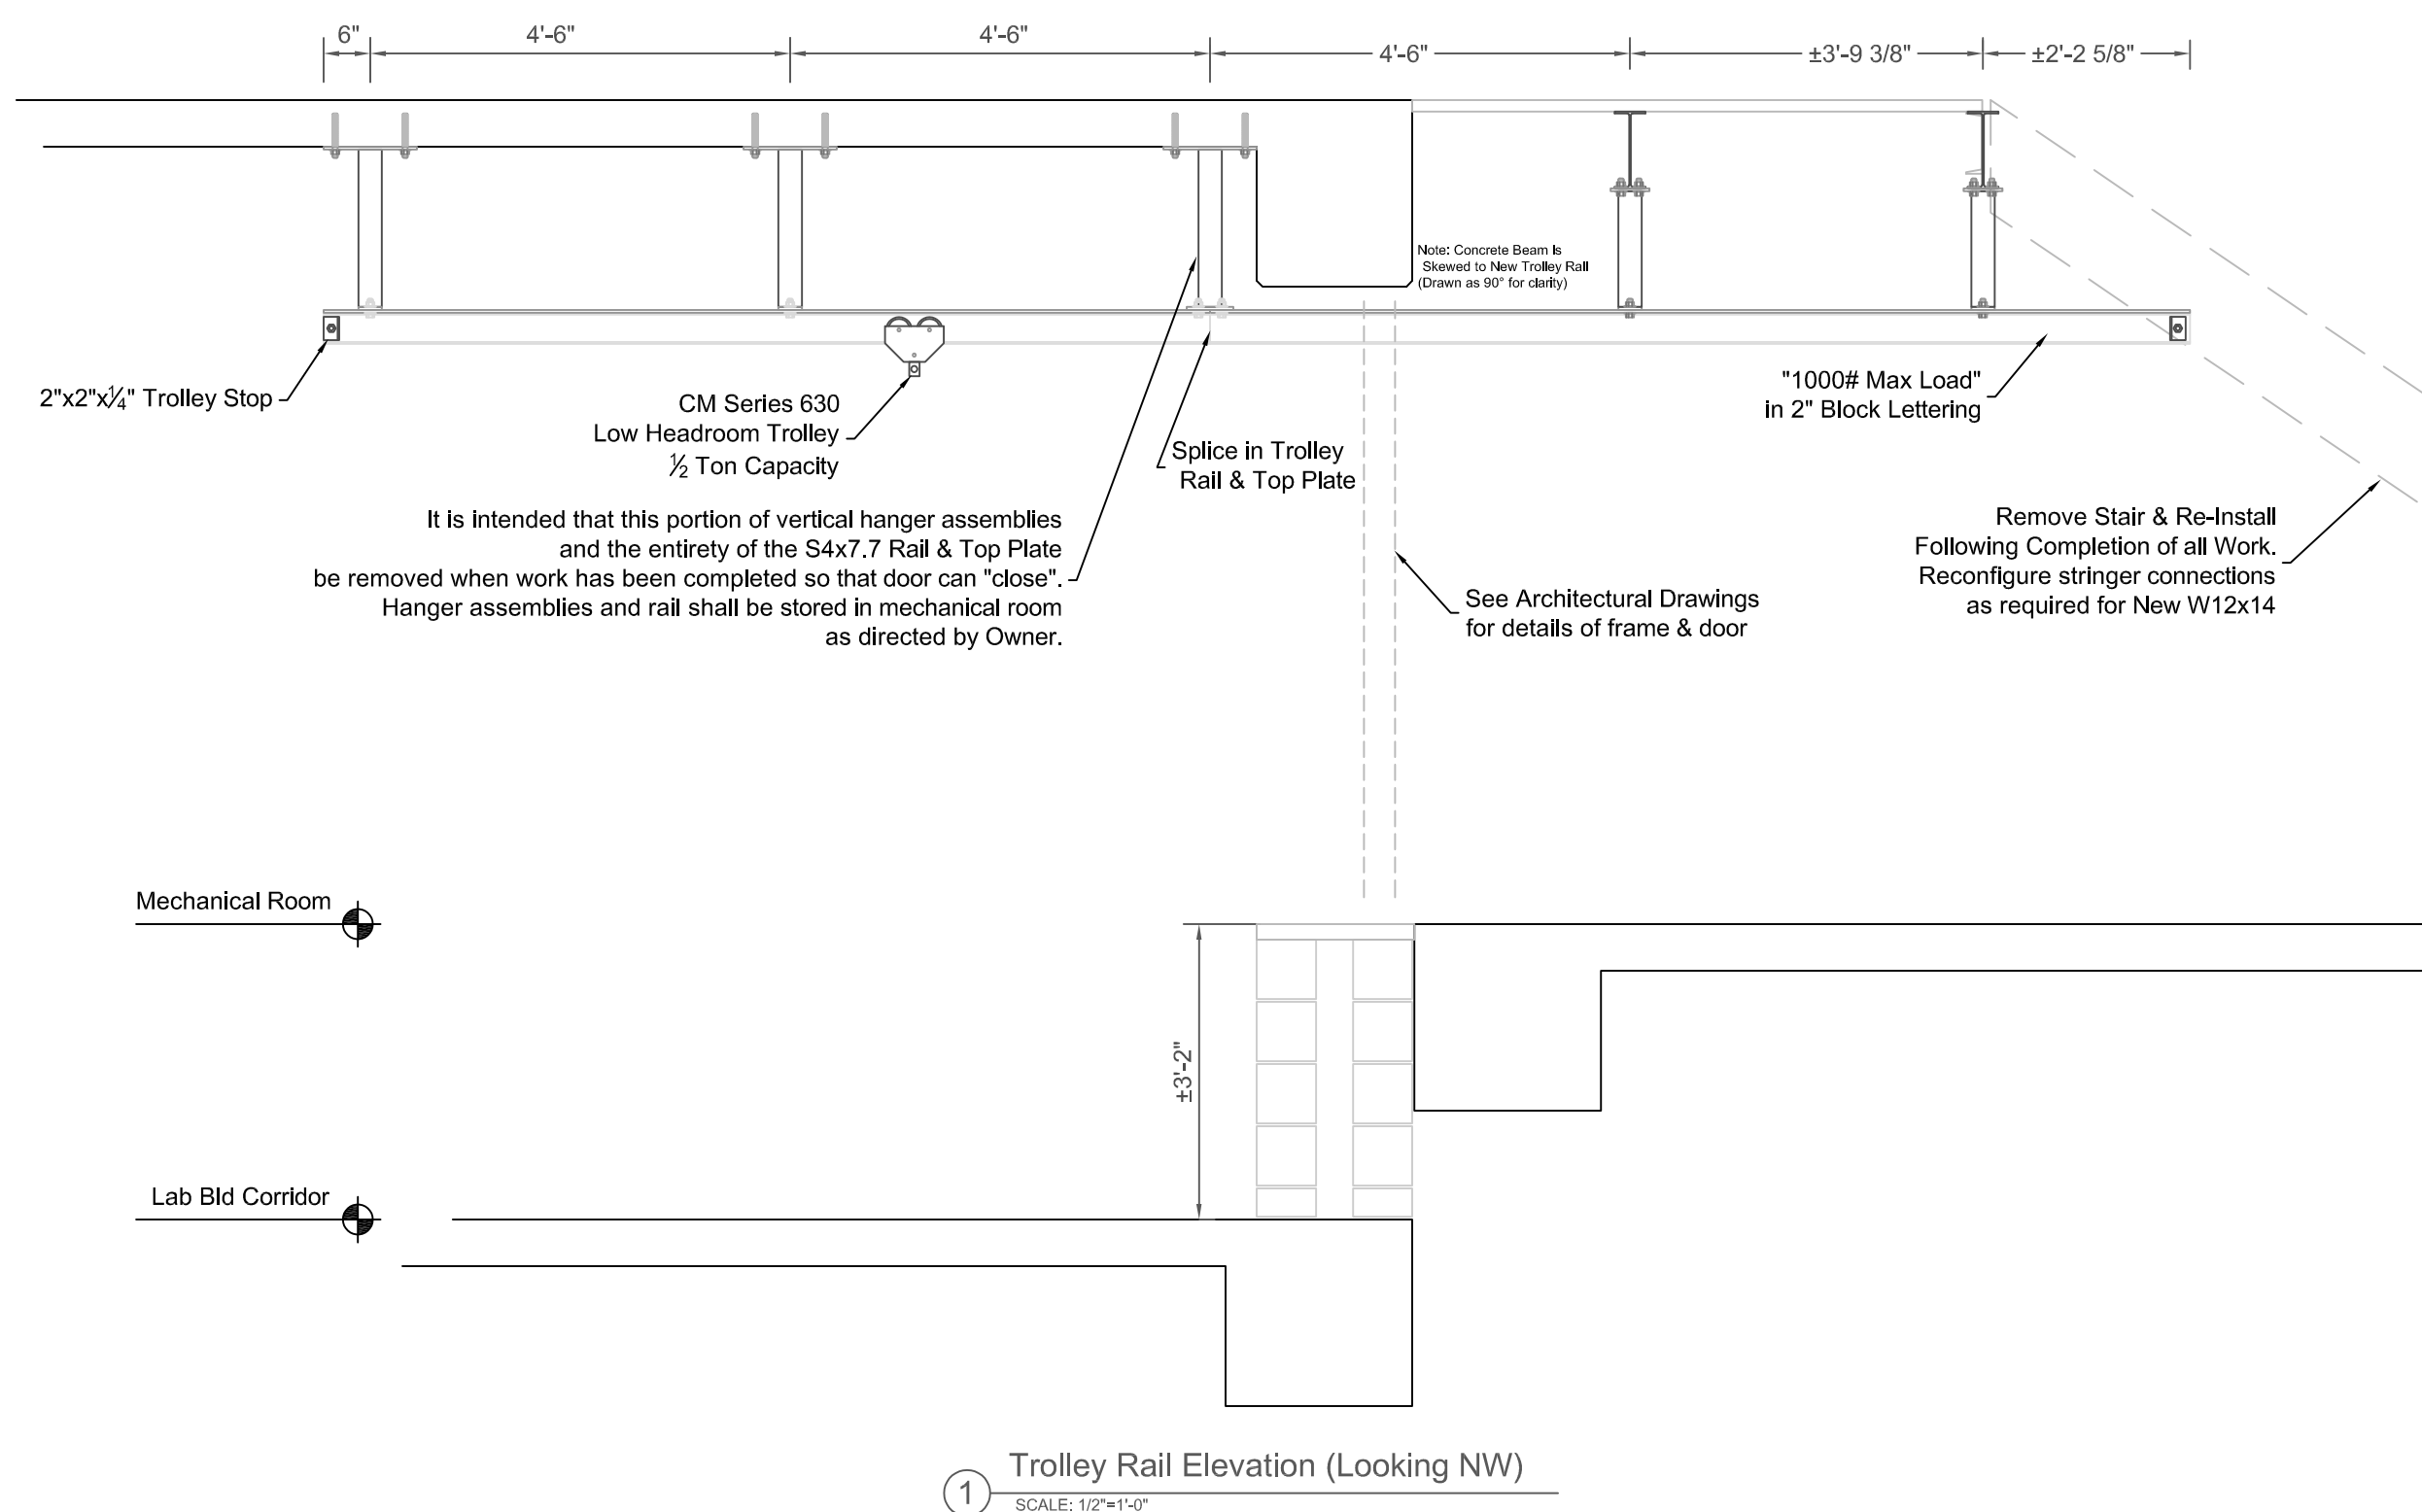 6"
4'-6"
4'-6"
4'-6"
±3'-9 3/8"
±2'-2 5/8"
Note: Concrete Beam Is
Skewed to New Trolley Rail
(Drawn as 90° for clarity)
2"x2"x¼" Trolley Stop
CM Series 630
Low Headroom Trolley
½ Ton Capacity
"1000# Max Load"
in 2" Block Lettering
Splice in Trolley
Rail & Top Plate
It is intended that this portion of vertical hanger assemblies
and the entirety of the S4x7.7 Rail & Top Plate
be removed when work has been completed so that door can "close".
Hanger assemblies and rail shall be stored in mechanical room
as directed by Owner.
Remove Stair & Re-Install
Following Completion of all Work.
Reconfigure stringer connections
as required for New W12x14
See Architectural Drawings
for details of frame & door
Mechanical Room
±3'-2"
Lab Bld Corridor
1
Trolley Rail Elevation (Looking NW)
SCALE: 1/2"=1'-0"